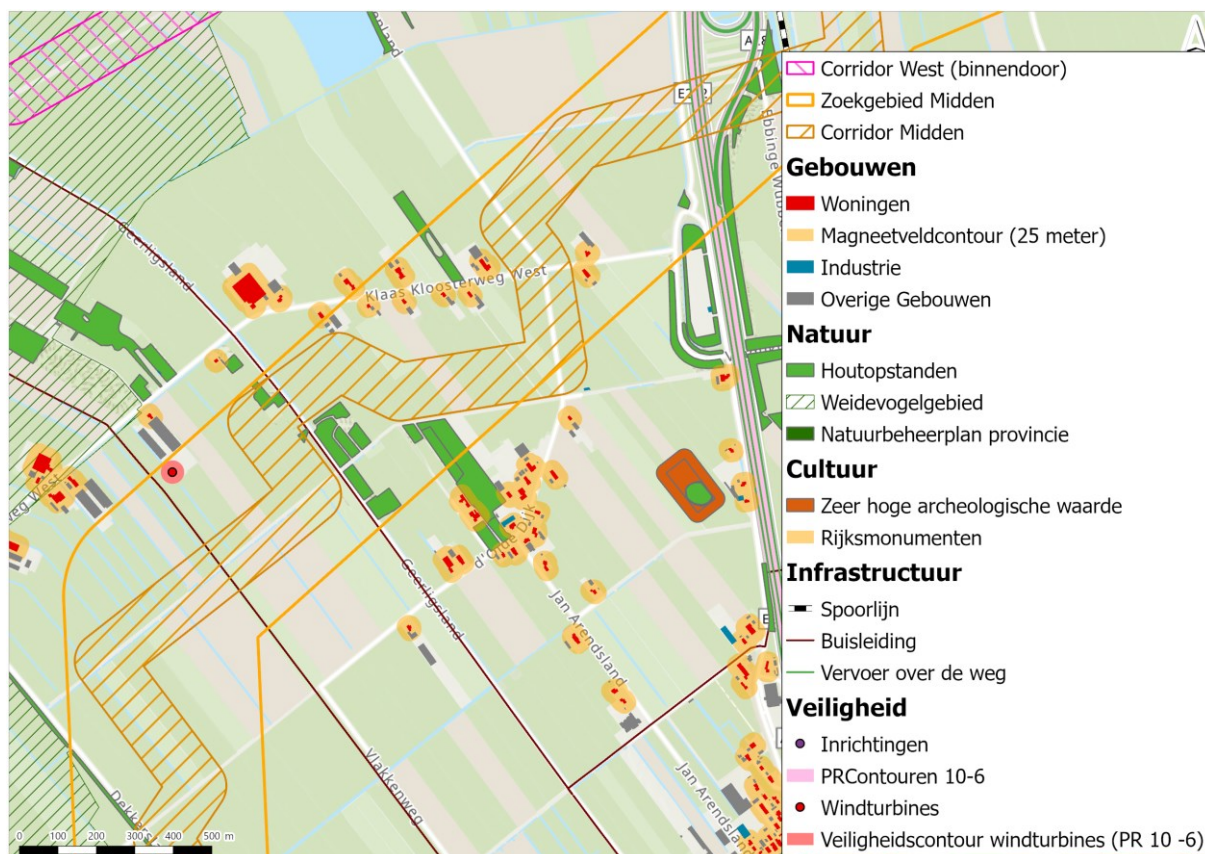 Geerligsland
Klaas Kloosterweg West
d'Olde Dijk
Geerligsland
Jan Arendsland
Jan Arendsland
Vlakkenweg
0 100 200 300 400 500 m
Corridor West (binnendoor)
Zoekgebied Midden
Corridor Midden
Gebouwen
Woningen
Magneetveldcontour (25 meter)
Industrie
Overige Gebouwen
Natuur
Houtopstanden
Weidevogelgebied
Natuurbeheerplan provincie
Cultuur
Zeer hoge archeologische waarde
Rijksmonumenten
Infrastructuur
Spoorlijn
Buisleiding
Vervoer over de weg
Veiligheid
Inrichtingen
PRContouren 10-6
Windturbines
Veiligheidscontour windturbines (PR 10 -6)